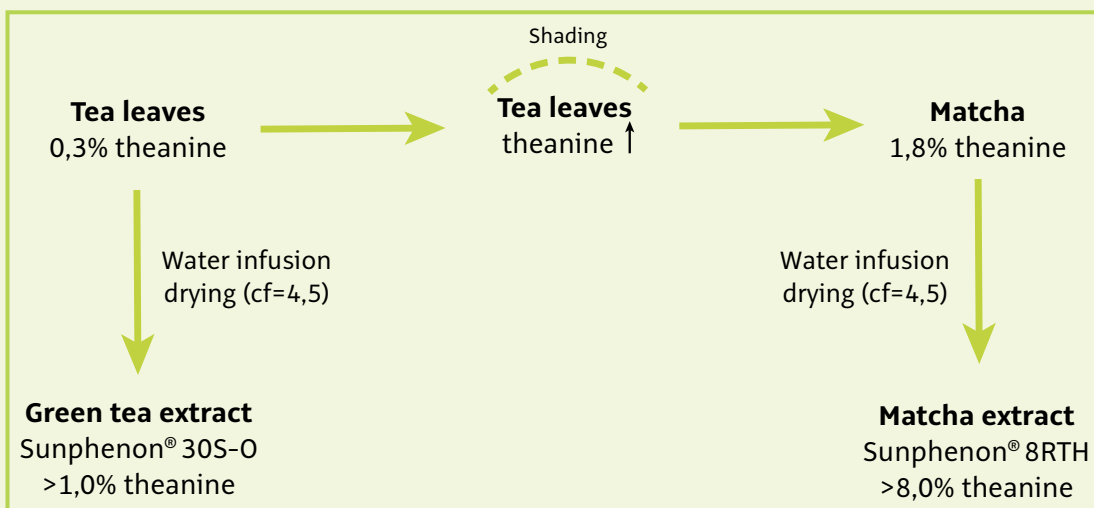 Shading
Tea leaves
0,3% theanine
Tea leaves
theanine ↑
Matcha
1,8% theanine
Water infusion
drying (cf=4,5)
Water infusion
drying (cf=4,5)
Green tea extract
Sunphenon® 30S-O
>1,0% theanine
Matcha extract
Sunphenon® 8RTH
>8,0% theanine